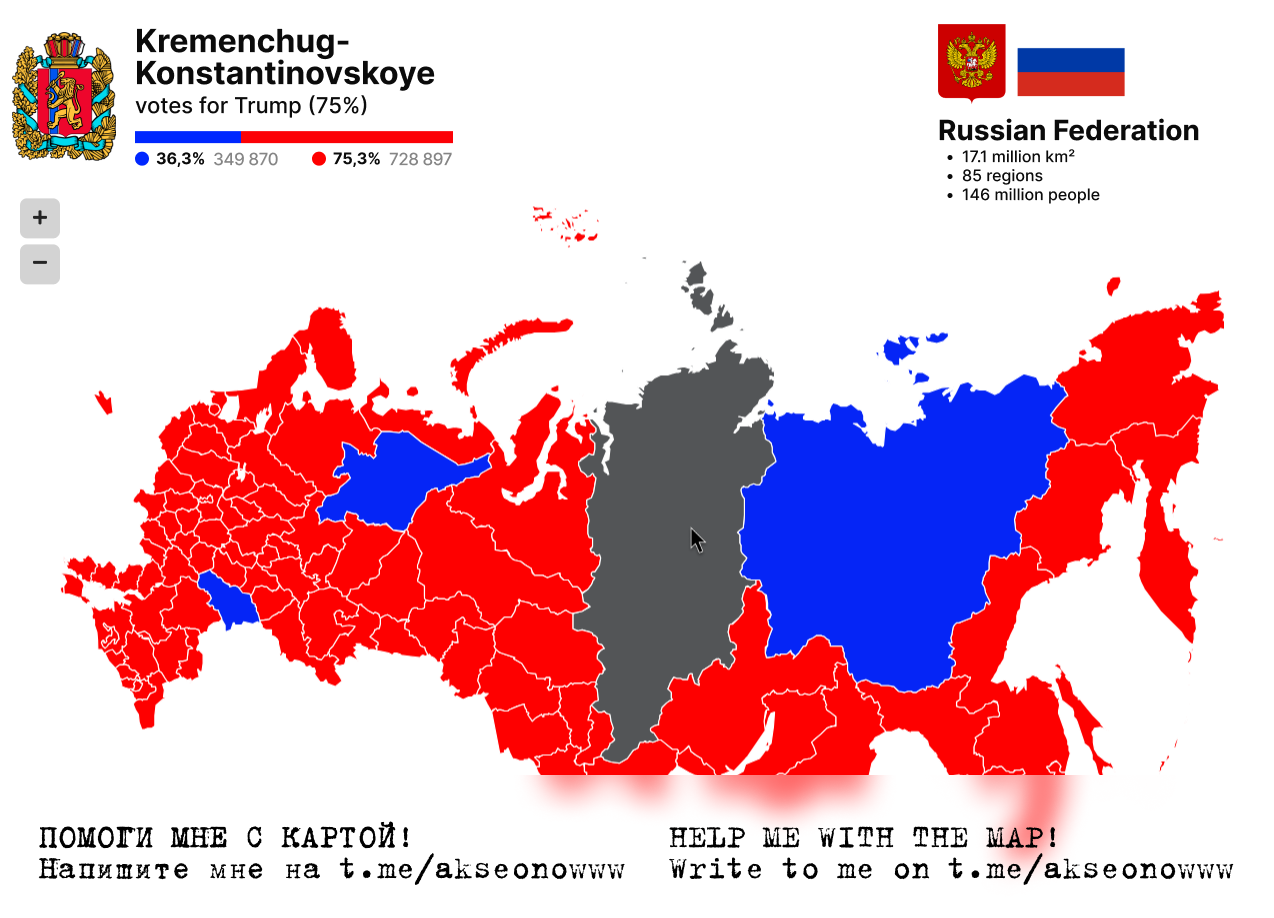 Kremenchug-
Konstantinovskoye
votes for Trump (75%)
36,3% 349 870 75,3% 728 897
Russian Federation
• 17.1 million km²
• 85 regions
• 146 million people
+
−
ПОМОГИ МНЕ С КАРТОЙ!
Напишите мне на t.me/akseonowww
HELP ME WITH THE MAP!
Write to me on t.me/akseonowww